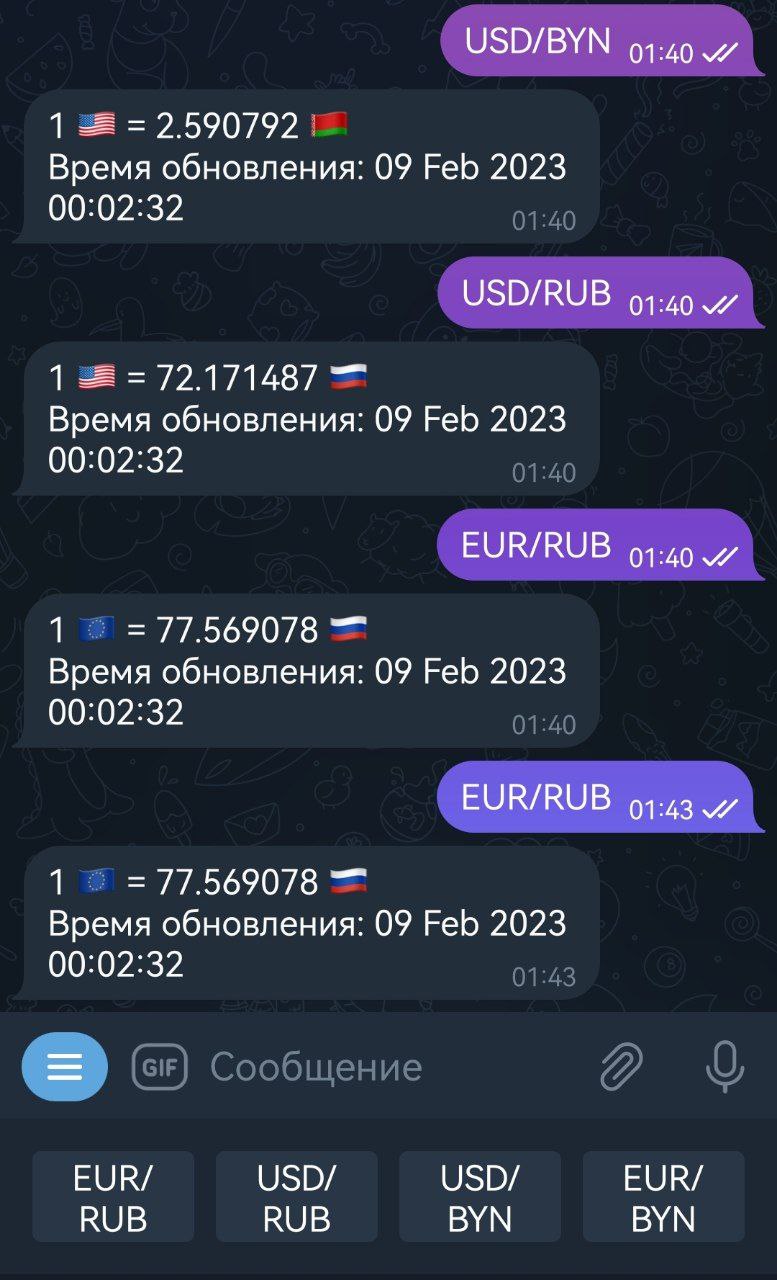 USD/BYN 01:40
1 🇺🇸 = 2.590792 🇧🇾
Время обновления: 09 Feb 2023
00:02:32
01:40
USD/RUB 01:40
1 🇺🇸 = 72.171487 🇷🇺
Время обновления: 09 Feb 2023
00:02:32
01:40
EUR/RUB 01:40
1 🇪🇺 = 77.569078 🇷🇺
Время обновления: 09 Feb 2023
00:02:32
01:40
EUR/RUB 01:43
1 🇪🇺 = 77.569078 🇷🇺
Время обновления: 09 Feb 2023
00:02:32
01:43
GIF Сообщение
EUR/
RUB
USD/
RUB
USD/
BYN
EUR/
BYN